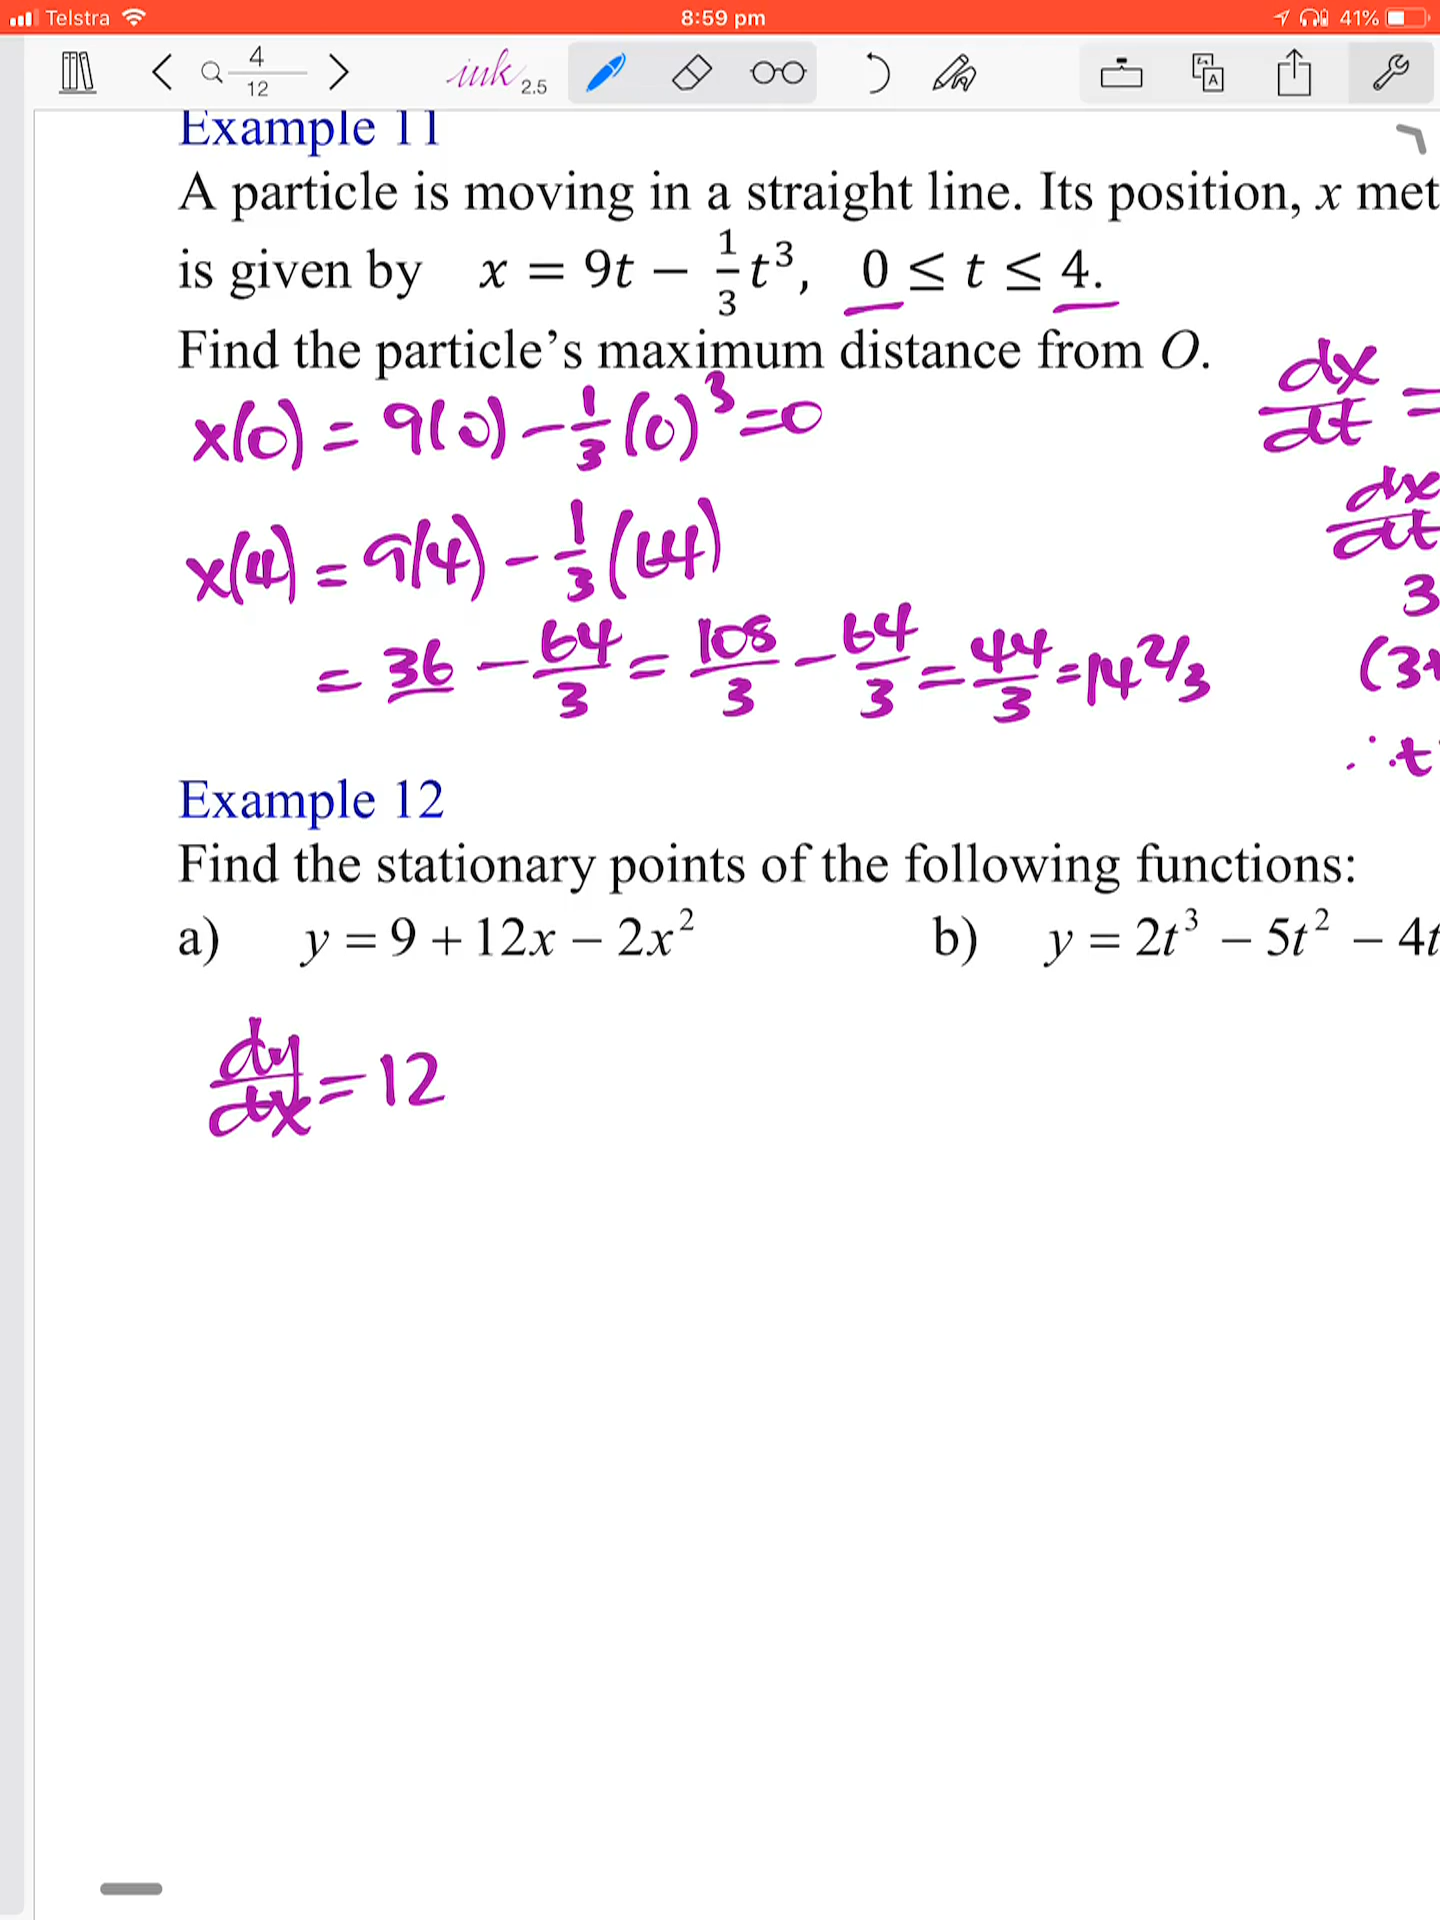 Telstra 8:59 pm 41%
4
12
ink 2.5
Example 11
A particle is moving in a straight line. Its position, x met
is given by x = 9t − 1/3 t³, 0 ≤ t ≤ 4.
Find the particle's maximum distance from O.
x(0) = 9(0) − 1/3 (0)³ = 0
dx/dt =
x(4) = 9(4) − 1/3 (64)
dx/dt
3
= 36 − 64/3 = 108/3 − 64/3 = 44/3 = 14 2/3
(3+
∴ t
Example 12
Find the stationary points of the following functions:
a) y = 9 + 12x − 2x² b) y = 2t³ − 5t² − 4t
dy/dx = 12